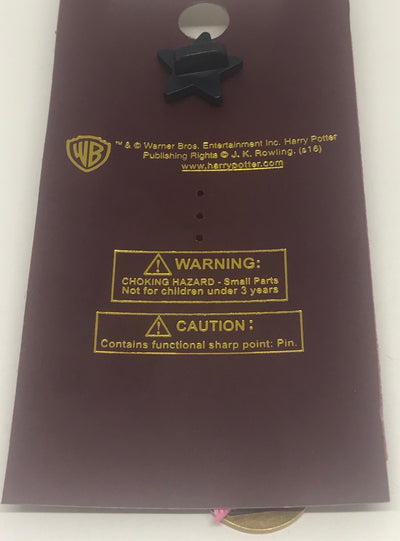 WB
™ & © Warner Bros. Entertainment Inc. Harry Potter
Publishing Rights © J. K. Rowling. (s16)
www.harrypotter.com
WARNING:
CHOKING HAZARD - Small Parts
Not for children under 3 years
CAUTION:
Contains functional sharp point: Pin.